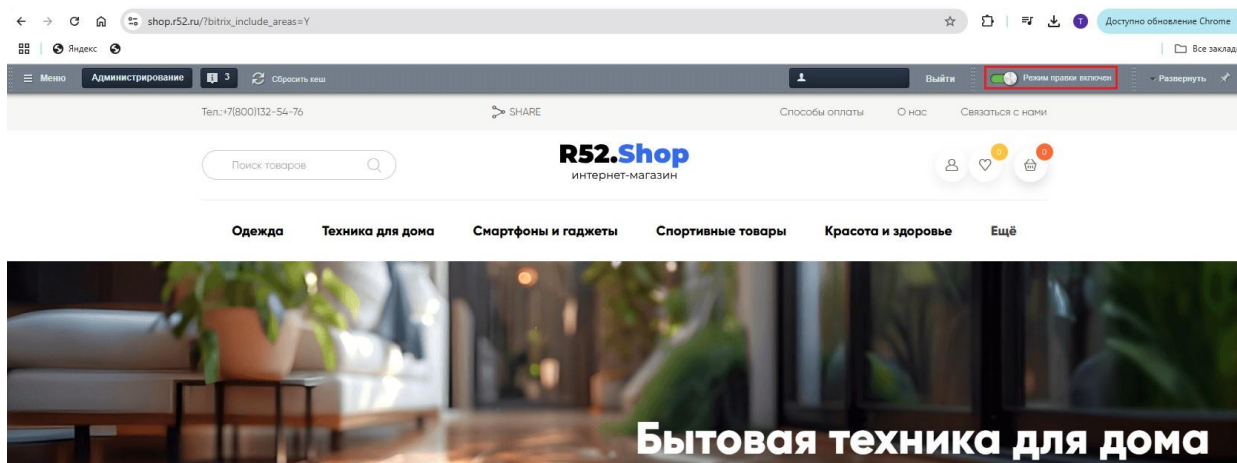 shop.r52.ru/?bitrix_include_areas=Y
Доступно обновление Chrome
Яндекс
Все заклад
Меню Администрирование 3 Сбросить кеш Выйти Режим правки включен Развернуть
Тел.:+7(800)132-54-76 SHARE Способы оплаты О нас Связаться с нами
Поиск товаров
R52.Shop
интернет-магазин
0 0
Одежда Техника для дома Смартфоны и гаджеты Спортивные товары Красота и здоровье Ещё
Бытовая техника для дома